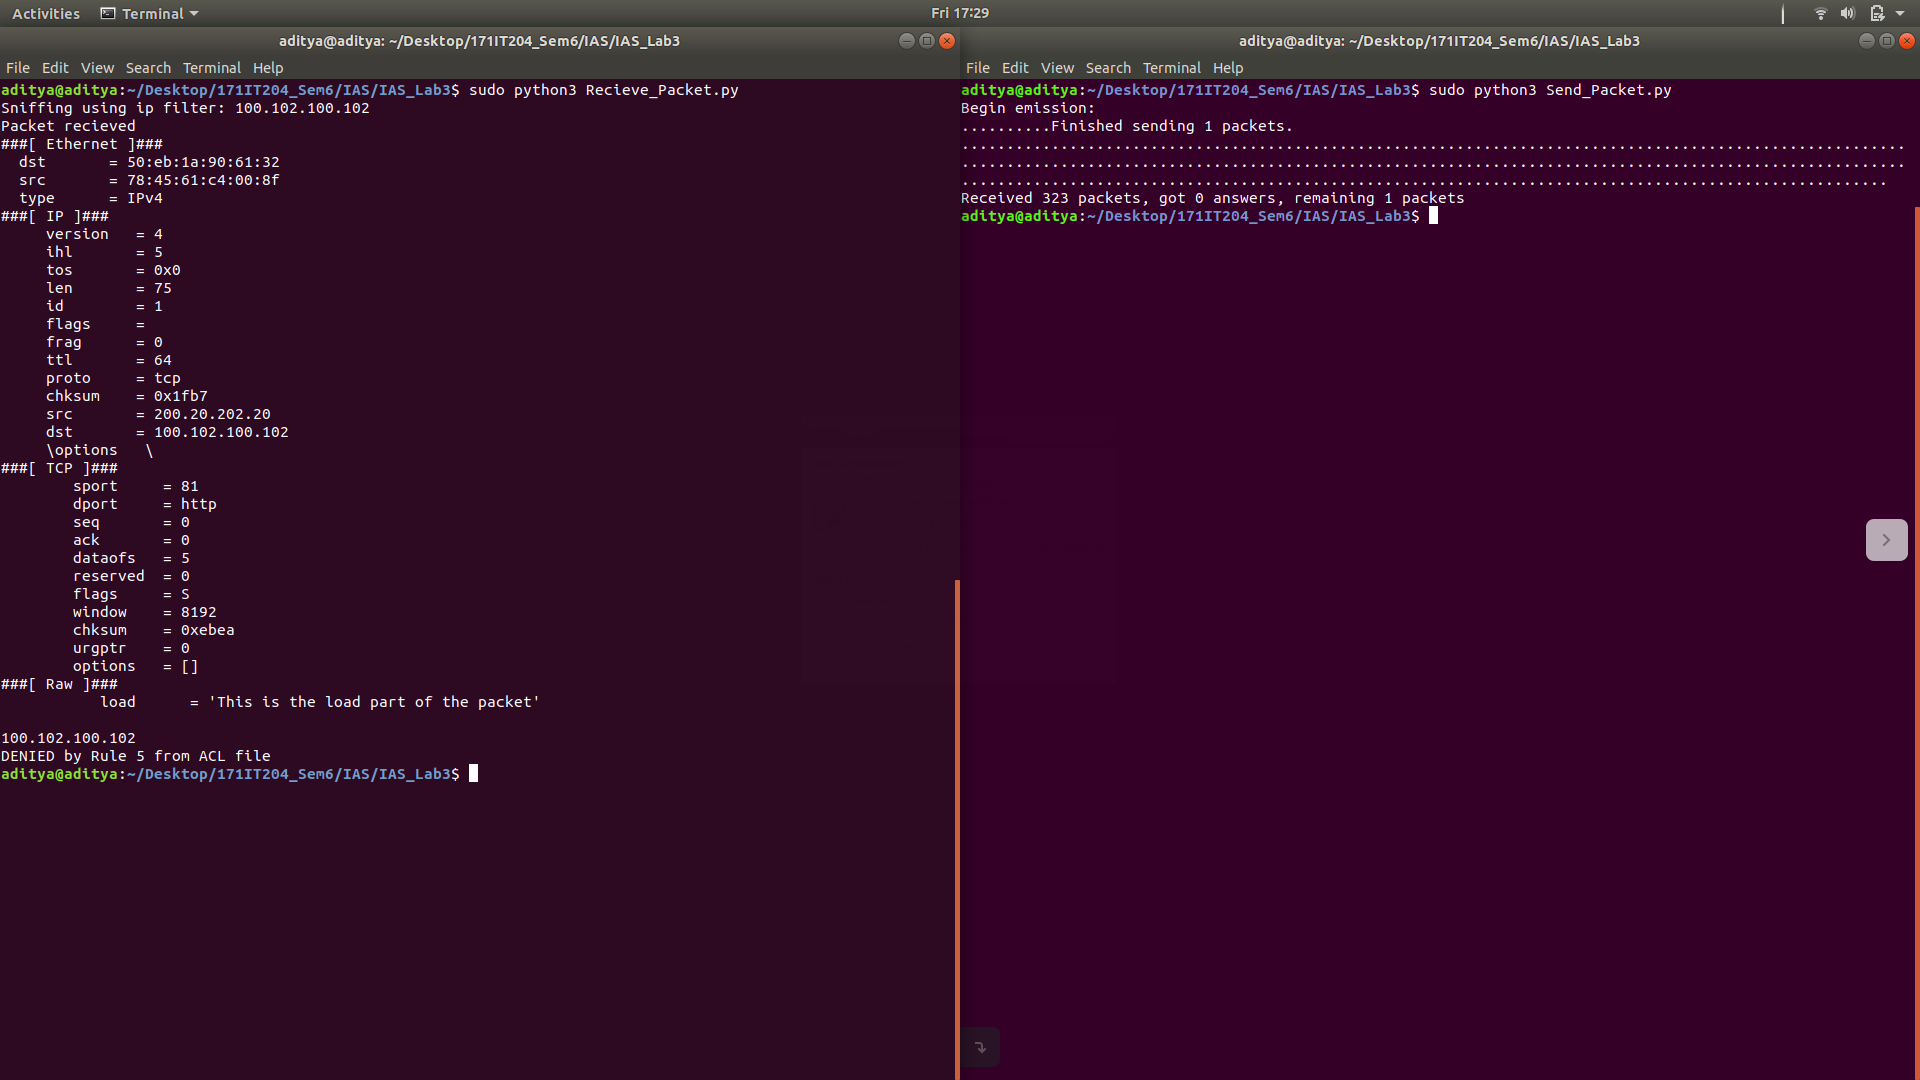 Activities Terminal Fri 17:29
aditya@aditya: ~/Desktop/171IT204_Sem6/IAS/IAS_Lab3
File Edit View Search Terminal Help
aditya@aditya:~/Desktop/171IT204_Sem6/IAS/IAS_Lab3$ sudo python3 Recieve_Packet.py
Sniffing using ip filter: 100.102.100.102
Packet recieved
###[ Ethernet ]###
  dst       = 50:eb:1a:90:61:32
  src       = 78:45:61:c4:00:8f
  type      = IPv4
###[ IP ]###
     version   = 4
     ihl       = 5
     tos       = 0x0
     len       = 75
     id        = 1
     flags     =
     frag      = 0
     ttl       = 64
     proto     = tcp
     chksum    = 0x1fb7
     src       = 200.20.202.20
     dst       = 100.102.100.102
     \options   \
###[ TCP ]###
        sport     = 81
        dport     = http
        seq       = 0
        ack       = 0
        dataofs   = 5
        reserved  = 0
        flags     = S
        window    = 8192
        chksum    = 0xebea
        urgptr    = 0
        options   = []
###[ Raw ]###
           load      = 'This is the load part of the packet'
100.102.100.102
DENIED by Rule 5 from ACL file
aditya@aditya:~/Desktop/171IT204_Sem6/IAS/IAS_Lab3$
aditya@aditya: ~/Desktop/171IT204_Sem6/IAS/IAS_Lab3
File Edit View Search Terminal Help
aditya@aditya:~/Desktop/171IT204_Sem6/IAS/IAS_Lab3$ sudo python3 Send_Packet.py
Begin emission:
..........Finished sending 1 packets.
.........................................................................................................
.........................................................................................................
.......................................................................................................
Received 323 packets, got 0 answers, remaining 1 packets
aditya@aditya:~/Desktop/171IT204_Sem6/IAS/IAS_Lab3$